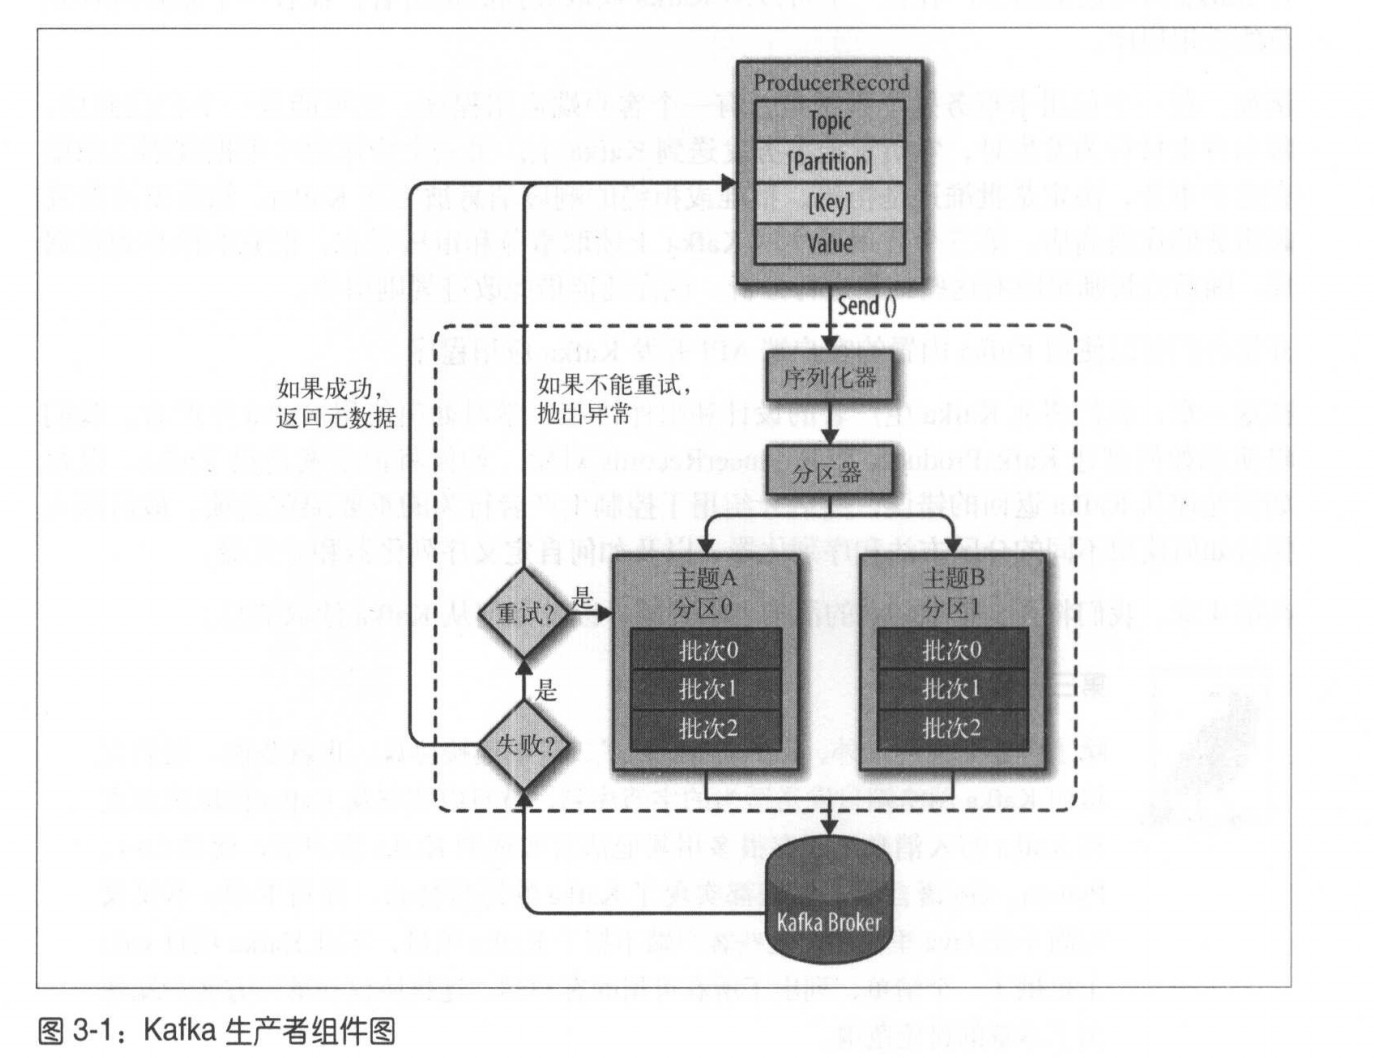 ProducerRecord
Topic
[Partition]
[Key]
Value
Send ()
序列化器
如果成功，
返回元数据
如果不能重试，
抛出异常
分区器
主题A
分区0
批次0
批次1
批次2
主题B
分区1
批次0
批次1
批次2
重试？
是
是
失败？
Kafka Broker
图 3-1：Kafka 生产者组件图